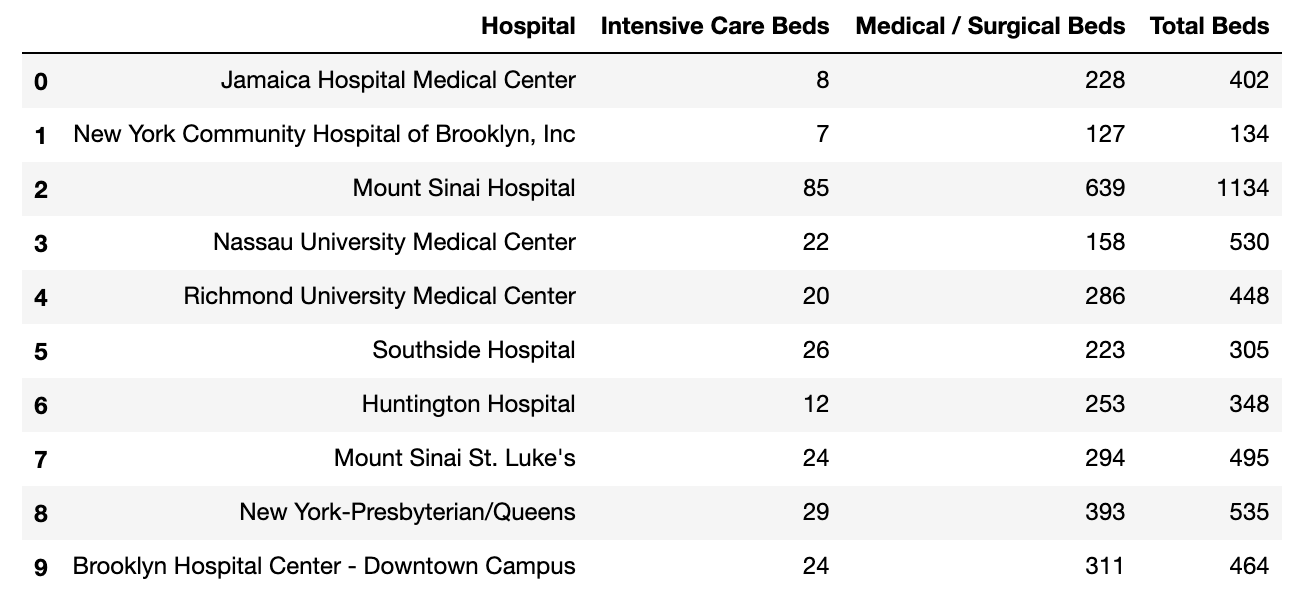 Hospital Intensive Care Beds Medical / Surgical Beds Total Beds
0 Jamaica Hospital Medical Center 8 228 402
1 New York Community Hospital of Brooklyn, Inc 7 127 134
2 Mount Sinai Hospital 85 639 1134
3 Nassau University Medical Center 22 158 530
4 Richmond University Medical Center 20 286 448
5 Southside Hospital 26 223 305
6 Huntington Hospital 12 253 348
7 Mount Sinai St. Luke's 24 294 495
8 New York-Presbyterian/Queens 29 393 535
9 Brooklyn Hospital Center - Downtown Campus 24 311 464